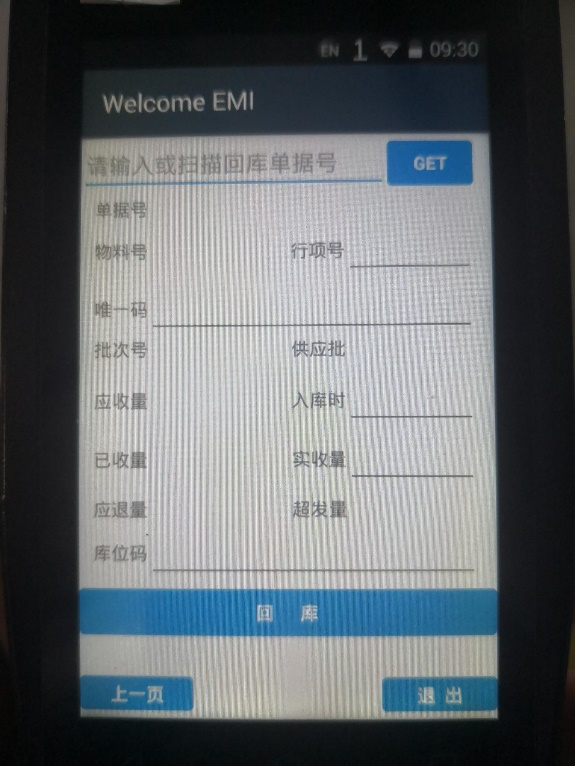 EN 1 09:30
Welcome EMI
请输入或扫描回库单据号 GET
单据号
物料号 行项号
唯一码
批次号 供应批
应收量 入库时
已收量 实收量
应退量 超发量
库位码
回 库
上一页 退 出